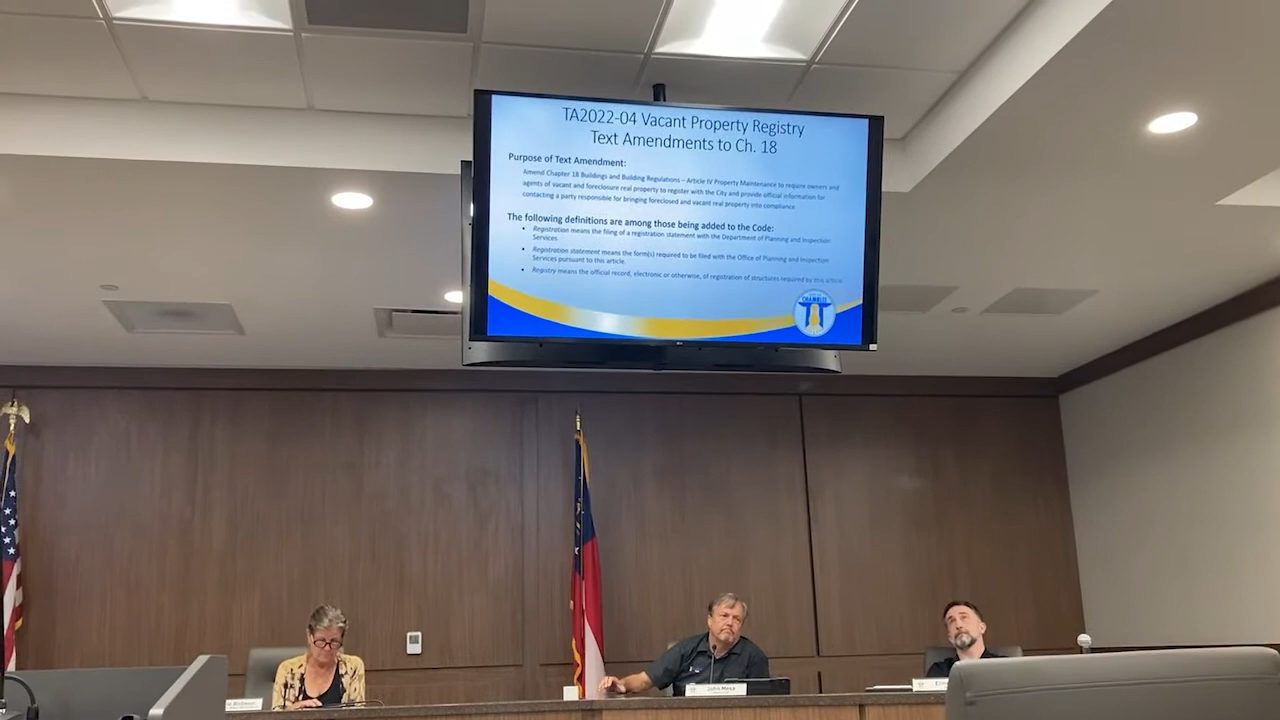 TA2022-04 Vacant Property Registry
Text Amendments to Ch. 18
Purpose of Text Amendment:
Amend Chapter 18 Buildings and Building Regulations – Article IV Property Maintenance to require owners and
agents of vacant and foreclosure real property to register with the City and provide official information for
contacting a party responsible for bringing foreclosed and vacant real property into compliance.
The following definitions are among those being added to the Code:
• Registration means the filing of a registration statement with the Department of Planning and Inspection
Services.
• Registration statement means the form(s) required to be filed with the Office of Planning and Inspection
Services pursuant to this article.
• Registry means the official record, electronic or otherwise, of registration of structures required by this article.
CHAMBLEE
John Mesa